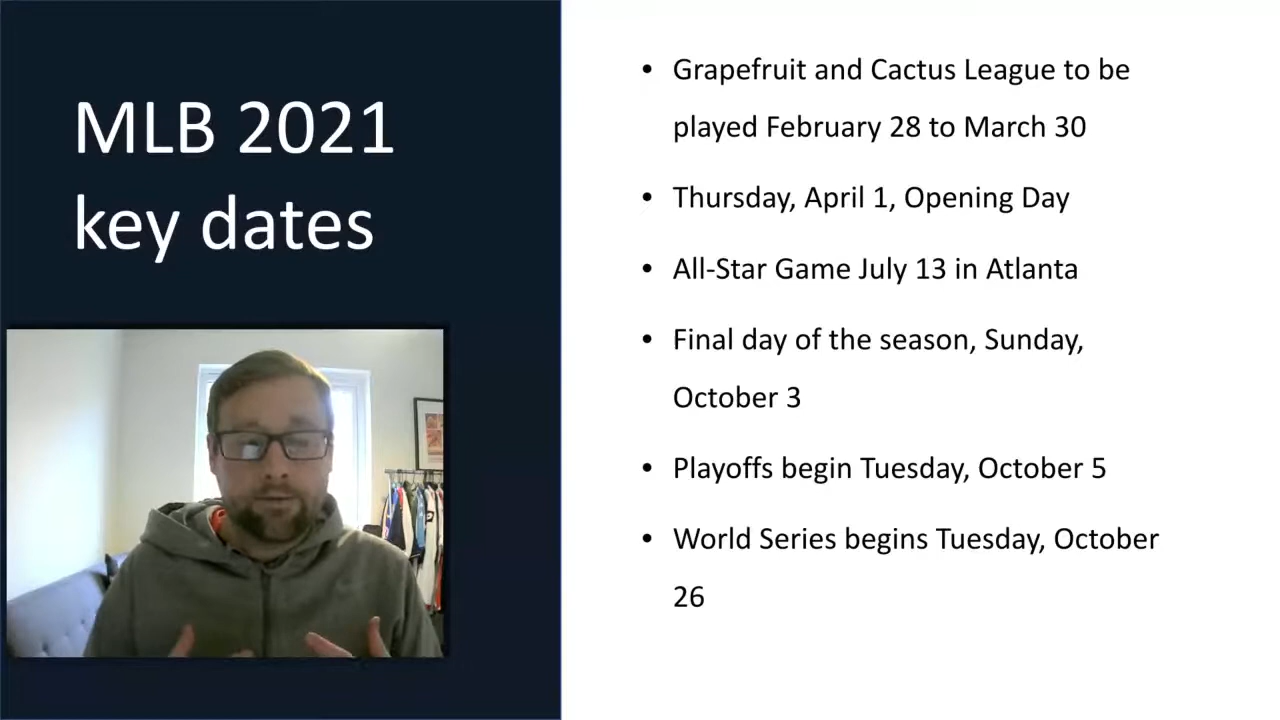 MLB 2021
key dates
• Grapefruit and Cactus League to be
played February 28 to March 30
• Thursday, April 1, Opening Day
• All-Star Game July 13 in Atlanta
• Final day of the season, Sunday,
October 3
• Playoffs begin Tuesday, October 5
• World Series begins Tuesday, October
26